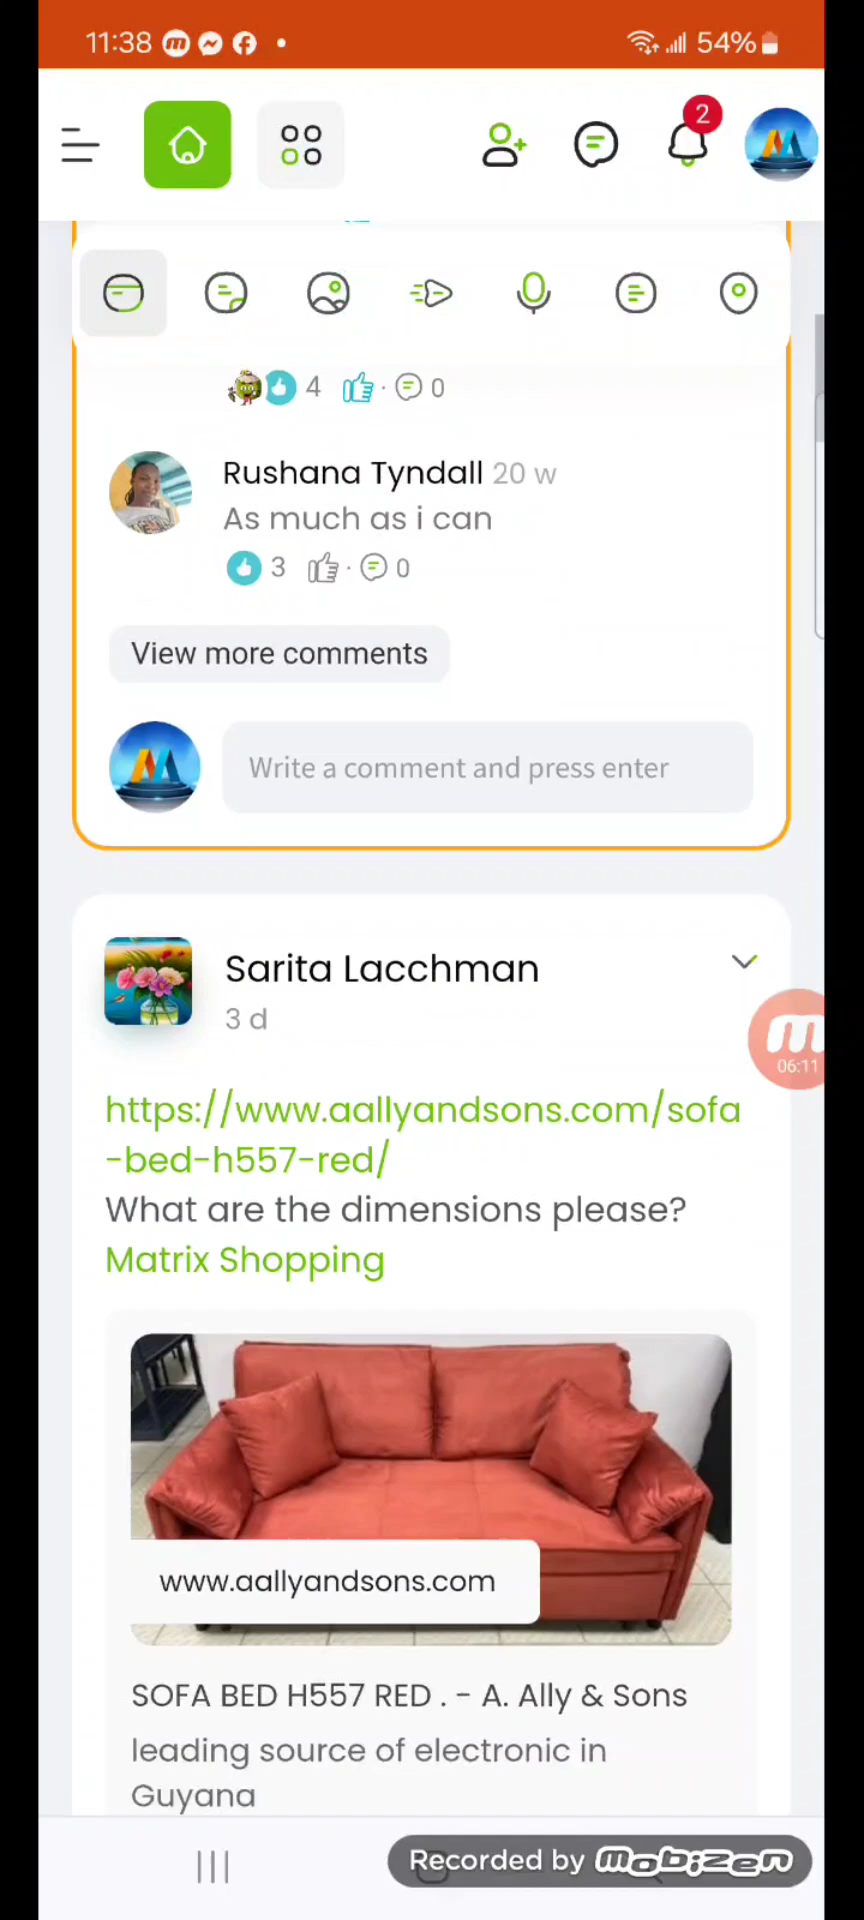 11:38 54%
2
4 0
Rushana Tyndall 20 w
As much as i can
3 0
View more comments
Write a comment and press enter
Sarita Lacchman
3 d
06:11
https://www.aallyandsons.com/sofa
-bed-h557-red/
What are the dimensions please?
Matrix Shopping
www.aallyandsons.com
SOFA BED H557 RED . - A. Ally & Sons
leading source of electronic in
Guyana
Recorded by mobizen